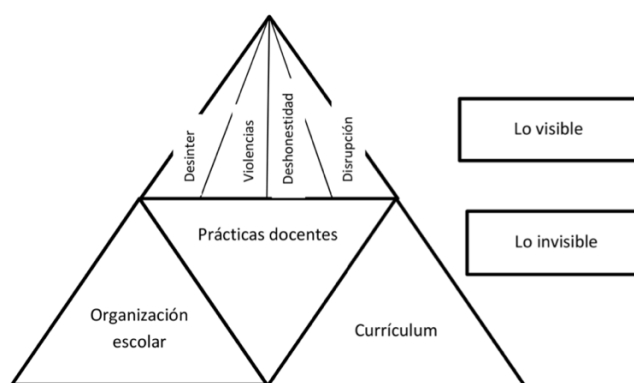 Desinter
Violencias
Deshonestidad
Disrupción
Lo visible
Lo invisible
Prácticas docentes
Organización
escolar
Currículum